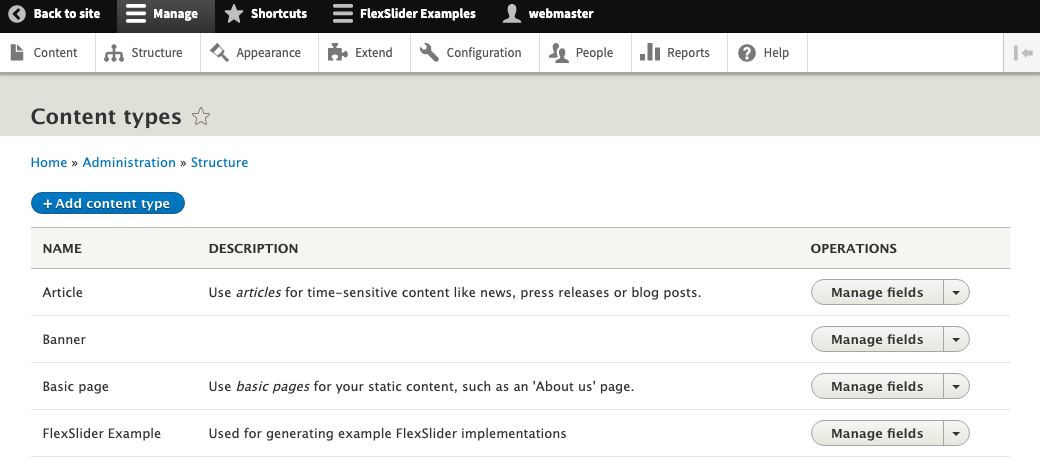 Back to site Manage Shortcuts FlexSlider Examples webmaster
Content Structure Appearance Extend Configuration People Reports Help
Content types
Home » Administration » Structure
+ Add content type
NAME DESCRIPTION OPERATIONS
Article Use articles for time-sensitive content like news, press releases or blog posts. Manage fields
Banner Manage fields
Basic page Use basic pages for your static content, such as an 'About us' page. Manage fields
FlexSlider Example Used for generating example FlexSlider implementations Manage fields